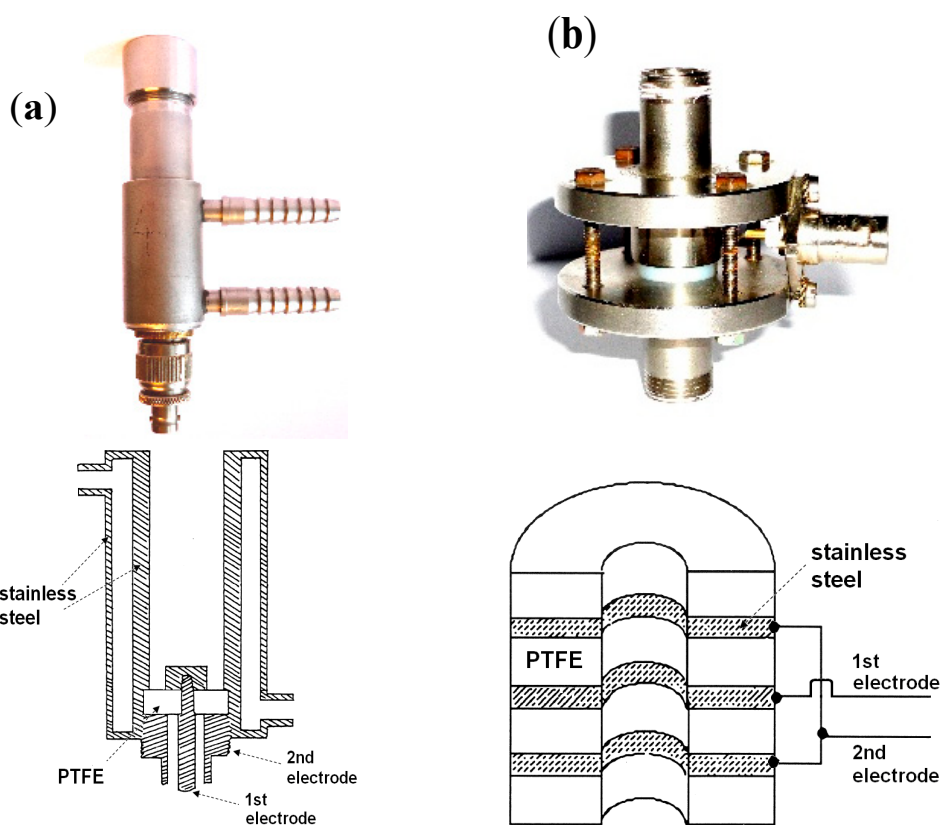 (a)
(b)
stainless
steel
PTFE
2nd
electrode
1st
electrode
stainless
steel
PTFE
1st
electrode
2nd
electrode